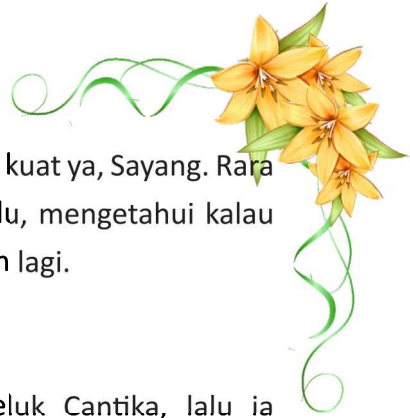 kuat ya, Sayang. Rara
lu, mengetahui kalau
lagi.
eluk Cantika, lalu ia